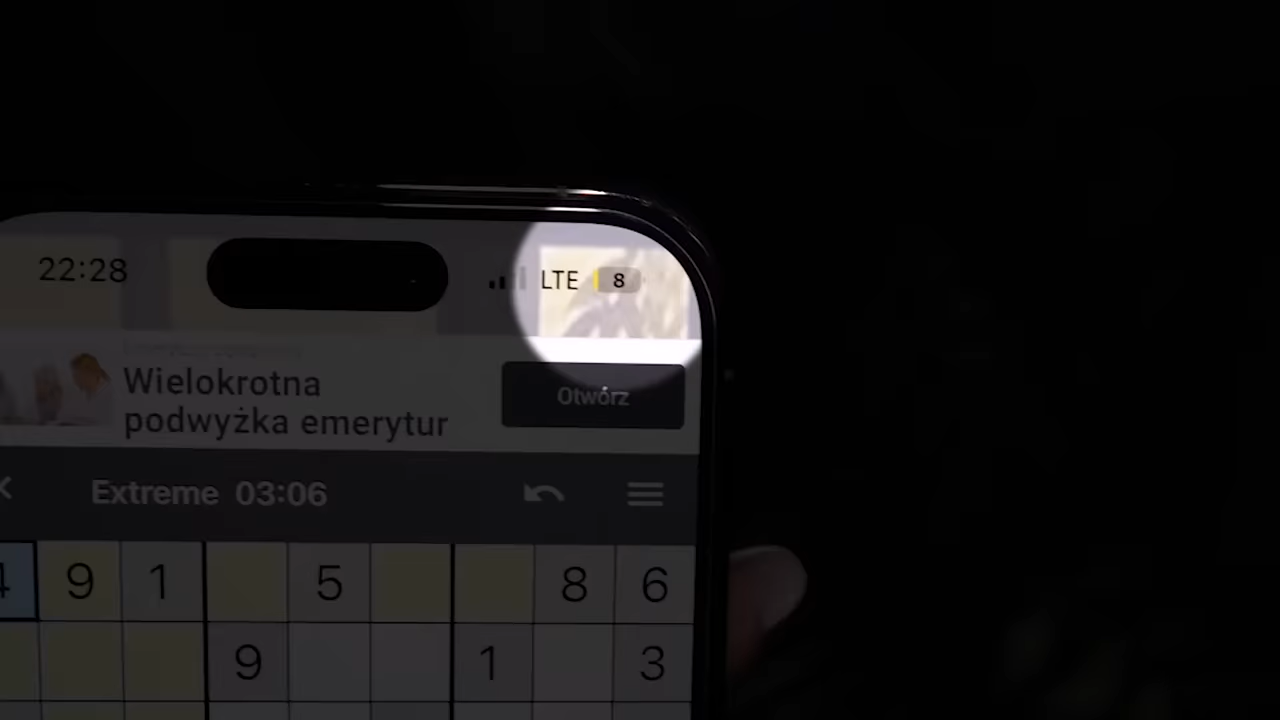 22:28 LTE 8
Wielokrotna
podwyżka emerytur
Otwórz
Extreme 03:06
4 9 1 5 8 6
9 1 3